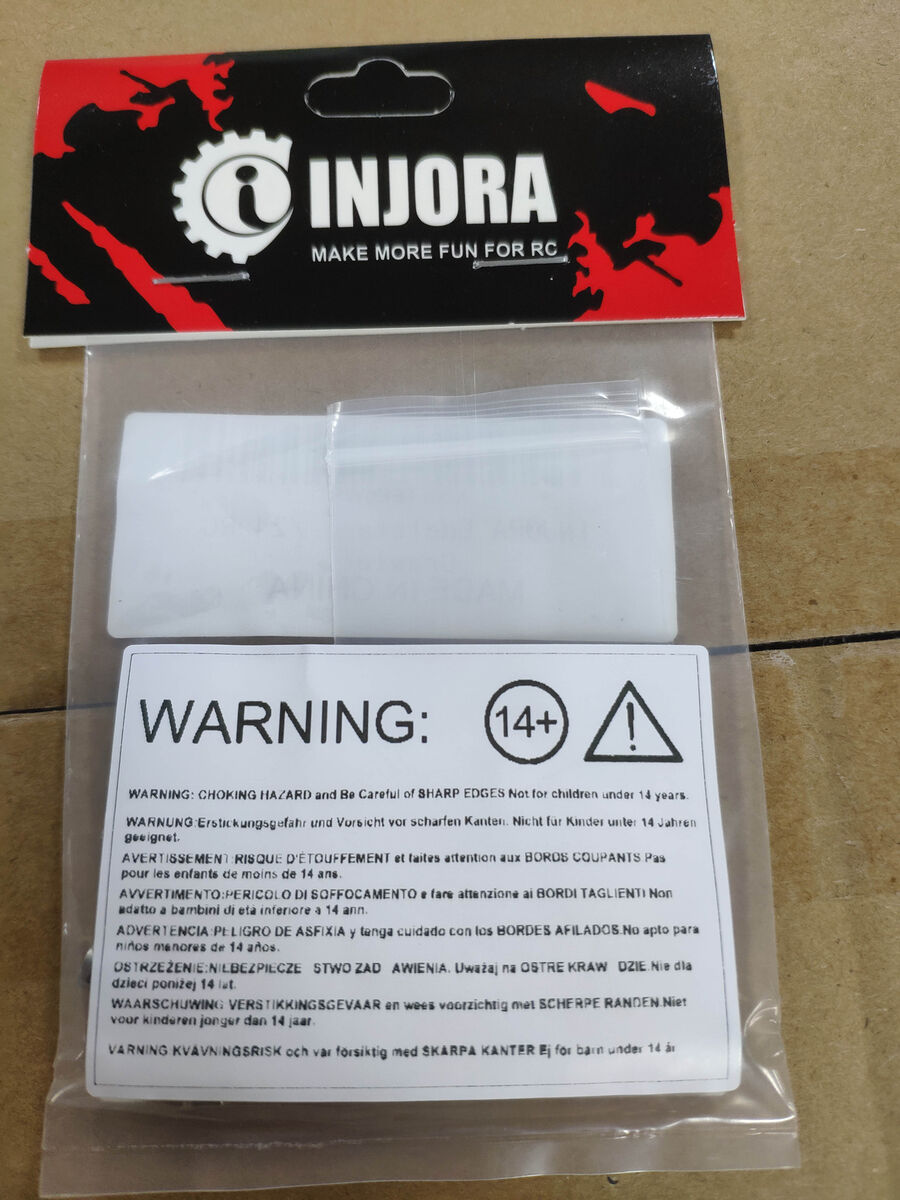 INJORA
MAKE MORE FUN FOR RC
MADE IN CHINA
WARNING:
14+
WARNING: CHOKING HAZARD and Be Careful of SHARP EDGES Not for children under 14 years.
WARNUNG:Erstickungsgefahr und Vorsicht vor scharfen Kanten. Nicht für Kinder unter 14 Jahren
geeignet.
AVERTISSEMENT:RISQUE D'ÉTOUFFEMENT et faites attention aux BORDS COUPANTS Pas
pour les enfants de moins de 14 ans.
AVVERTIMENTO:PERICOLO DI SOFFOCAMENTO e fare attenzione ai BORDI TAGLIENTI Non
adatto a bambini di età inferiore a 14 ann.
ADVERTENCIA:PELIGRO DE ASFIXIA y tenga cuidado con los BORDES AFILADOS.No apto para
niños menores de 14 años.
OSTRZEŻENIE:NIEBEZPIECZE STWO ZAD AWIENIA. Uważaj na OSTRE KRAW DZIE.Nie dla
dzieci poniżej 14 lat.
WAARSCHUWING VERSTIKKINGSGEVAAR en wees voorzichtig met SCHERPE RANDEN.Niet
voor kinderen jonger dan 14 jaar.
VARNING KVÄVNINGSRISK och var försiktig med SKARPA KANTER Ej för barn under 14 år